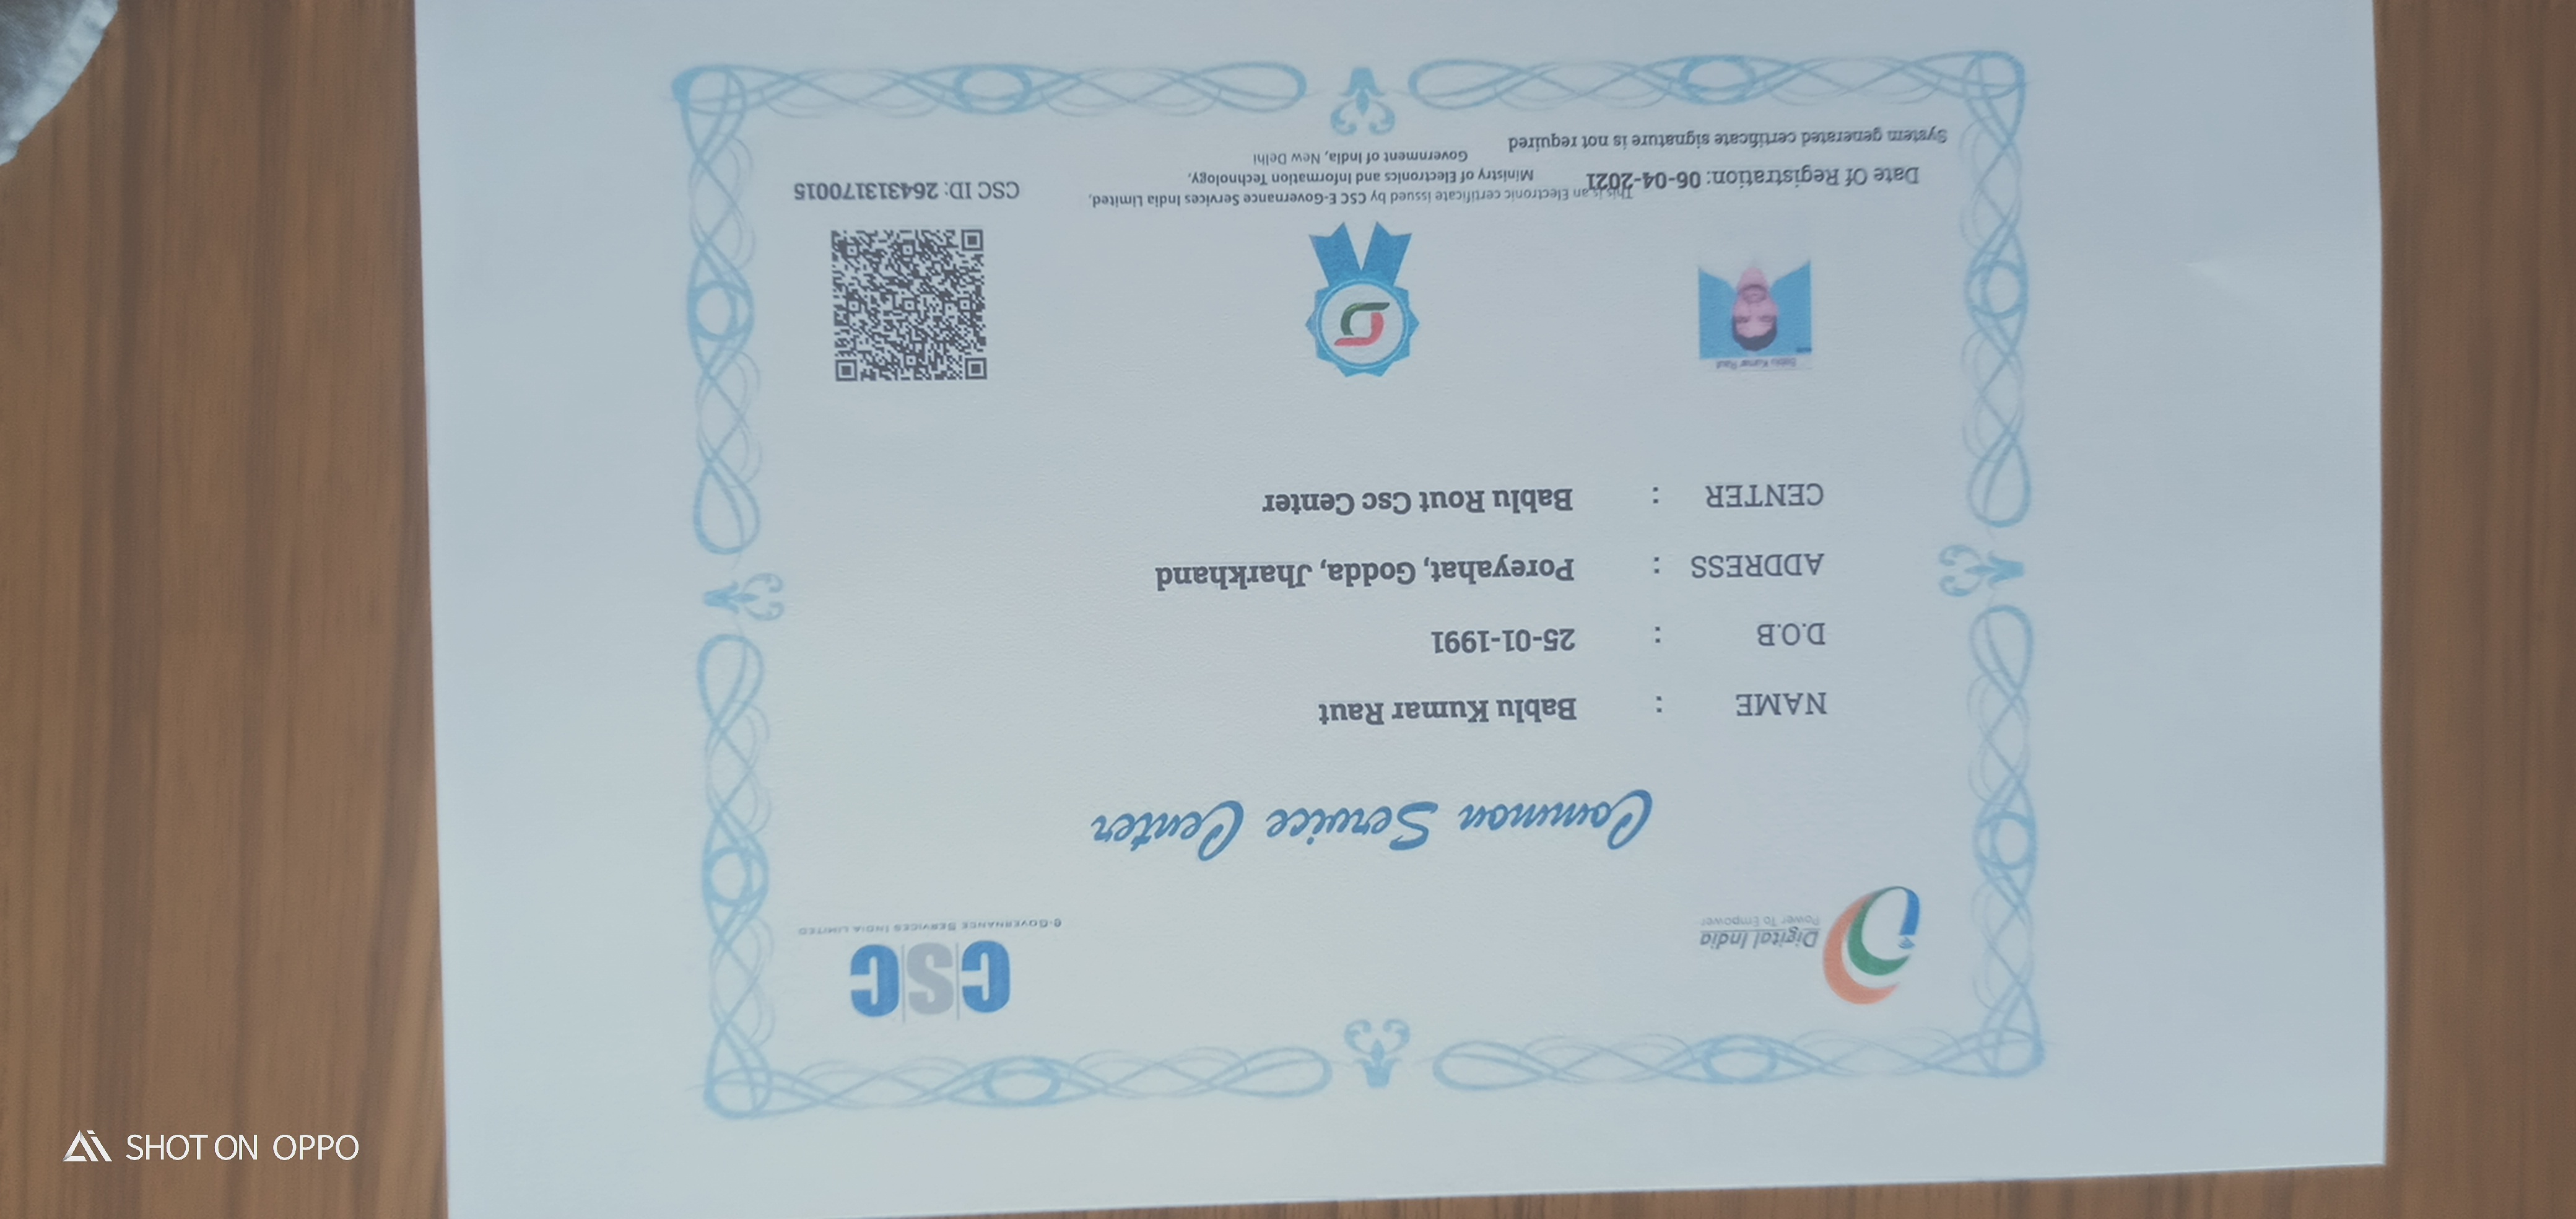 Digital India
Power To Empower
CSC
e-Governance Services India Limited
Common Service Center
NAME : Bablu Kumar Raut
D.O.B : 25-01-1991
ADDRESS : Poreyahat, Godda, Jharkhand
CENTER : Bablu Rout Csc Center
Bablu Kumar Raut
Date Of Registration: 06-04-2021
This is an Electronic certificate issued by CSC E-Governance Services India Limited,
Ministry of Electronics and Information Technology,
Government of India, New Delhi
CSC ID: 264313170015
System generated certificate signature is not required
SHOT ON OPPO